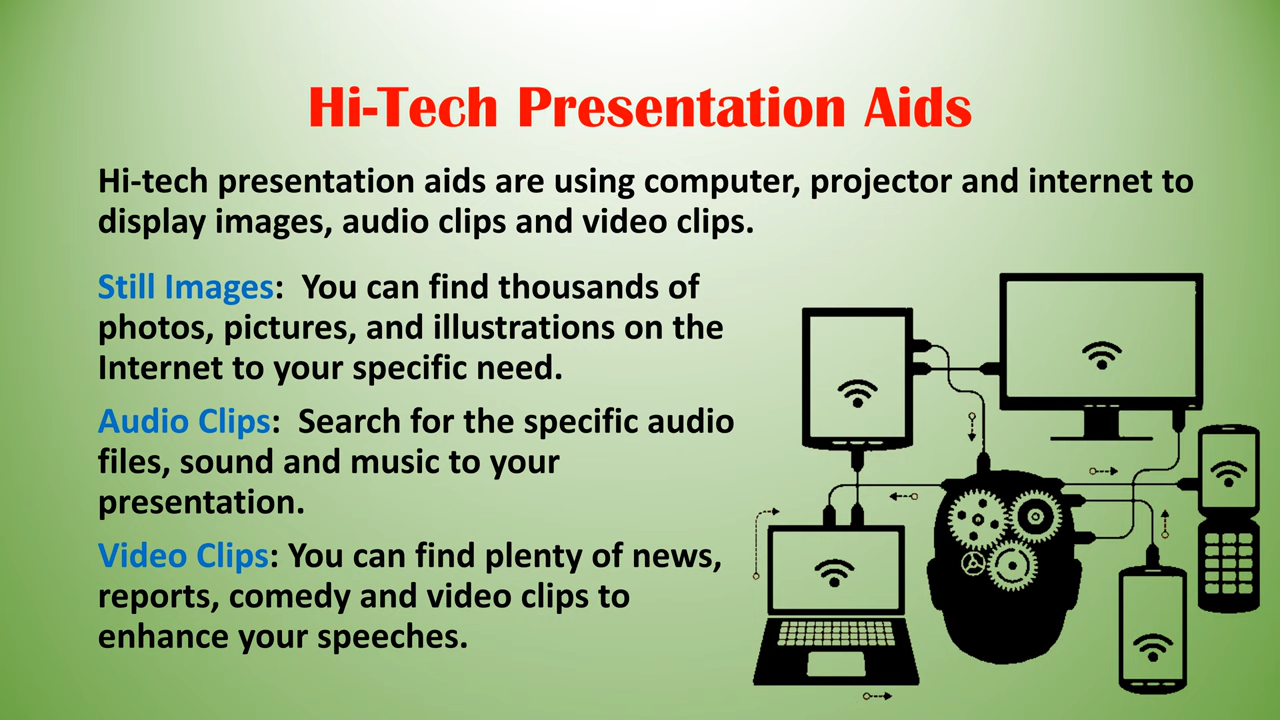 Hi-Tech Presentation Aids
Hi-tech presentation aids are using computer, projector and internet to
display images, audio clips and video clips.
Still Images:  You can find thousands of
photos, pictures, and illustrations on the
Internet to your specific need.
Audio Clips:  Search for the specific audio
files, sound and music to your
presentation.
Video Clips: You can find plenty of news,
reports, comedy and video clips to
enhance your speeches.